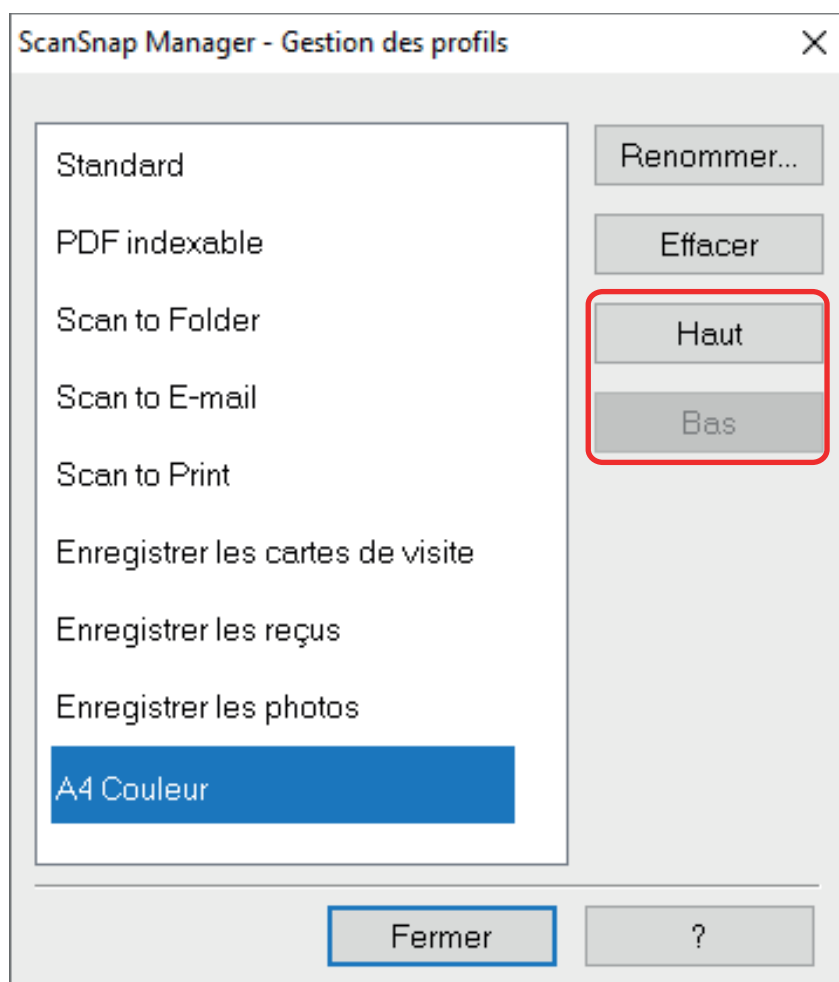 ScanSnap Manager - Gestion des profils
Standard
PDF indexable
Scan to Folder
Scan to E-mail
Scan to Print
Enregistrer les cartes de visite
Enregistrer les reçus
Enregistrer les photos
A4 Couleur
Renommer...
Effacer
Haut
Bas
Fermer
?